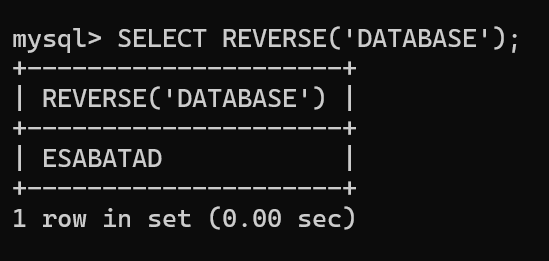 mysql> SELECT REVERSE('DATABASE');
+---------------------+
| REVERSE('DATABASE') |
+---------------------+
| ESABATAD            |
+---------------------+
1 row in set (0.00 sec)